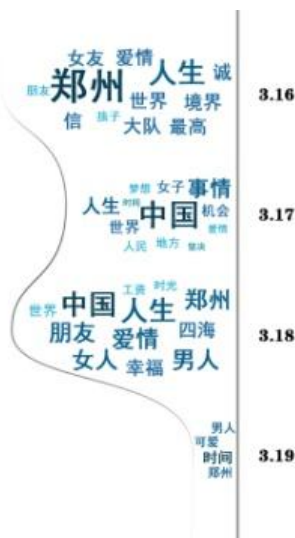 女友 爱情
朋友 郑州 人生 诚
世界 境界
信 孩子 大队 最高
3.16
梦想 女子 事情
人生 时间 中国 机会
世界 爱情
人民 地方
3.17
工资 时光
世界 中国 人生 郑州
朋友 爱情 四海
女人 幸福 男人
3.18
男人
可爱
时间
郑州
3.19